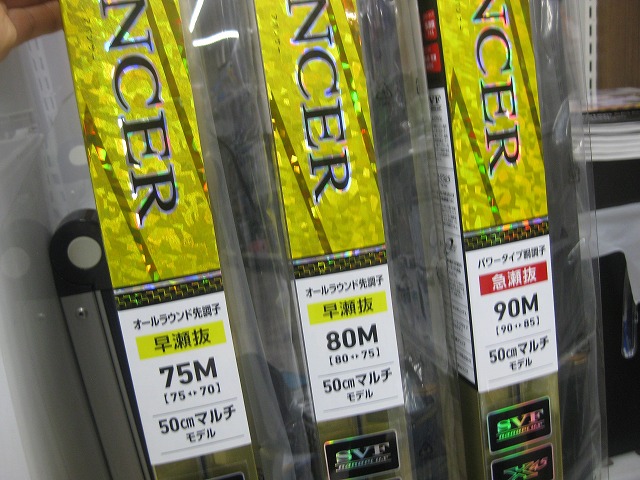 NCER
オールラウンド先調子
早瀬抜
75M
[75↔70]
50cmマルチ
モデル
NCER
オールラウンド先調子
早瀬抜
80M
[80↔75]
50cmマルチ
モデル
SVF
nanoplus
NCER
パワータイプ胴調子
急瀬抜
90M
[90↔85]
50cmマルチ
モデル
SVF
nanoplus
X45
SVF